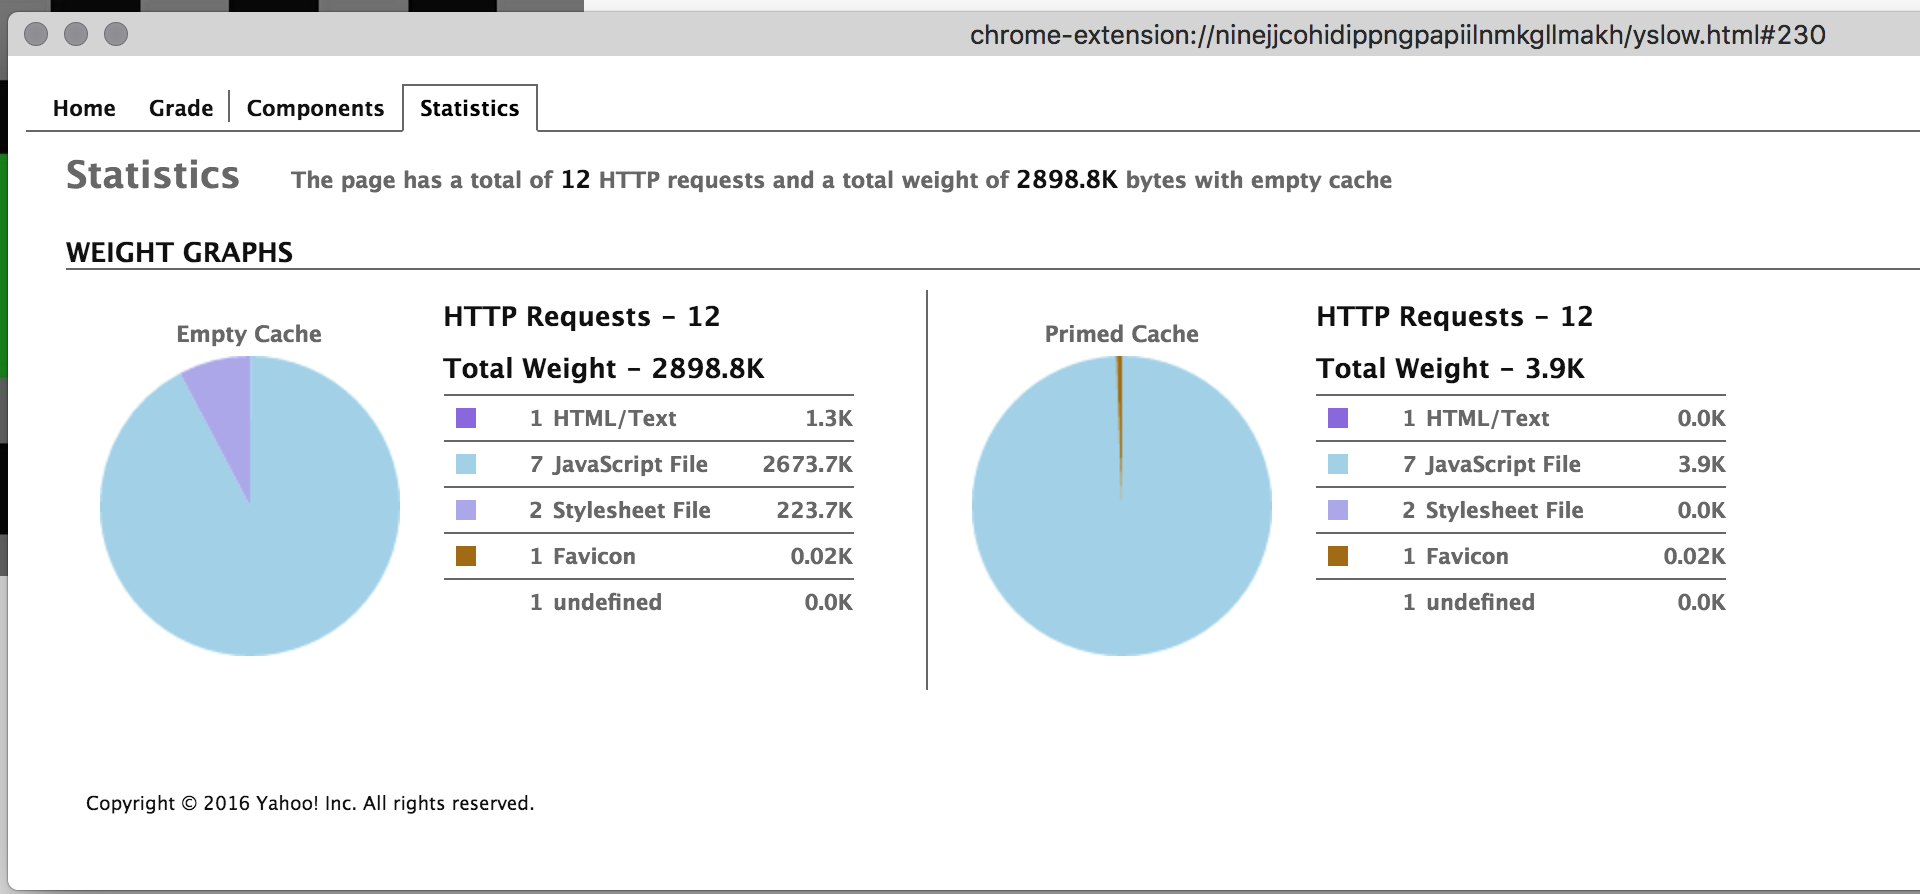 chrome-extension://ninejjcohidippngpapiilnmkgllmakh/yslow.html#230
Home Grade Components Statistics
Statistics The page has a total of 12 HTTP requests and a total weight of 2898.8K bytes with empty cache
WEIGHT GRAPHS
Empty Cache
HTTP Requests - 12
Total Weight - 2898.8K
1 HTML/Text 1.3K
7 JavaScript File 2673.7K
2 Stylesheet File 223.7K
1 Favicon 0.02K
1 undefined 0.0K
Primed Cache
HTTP Requests - 12
Total Weight - 3.9K
1 HTML/Text 0.0K
7 JavaScript File 3.9K
2 Stylesheet File 0.0K
1 Favicon 0.02K
1 undefined 0.0K
Copyright © 2016 Yahoo! Inc. All rights reserved.